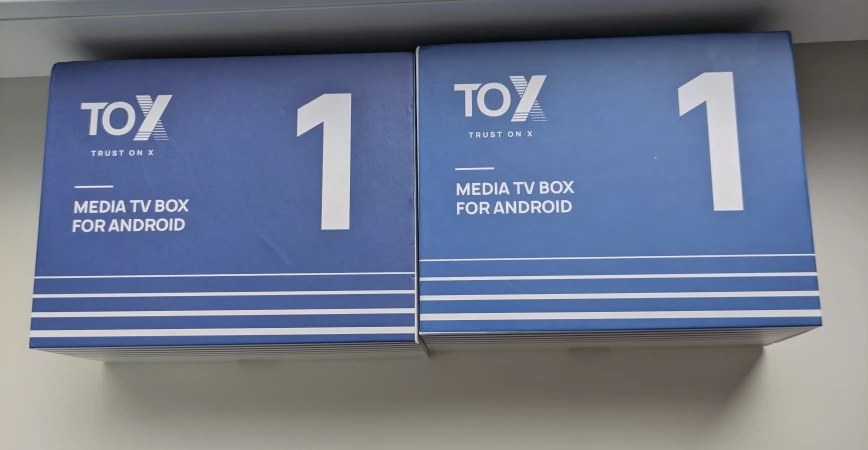 TOX
TRUST ON X
1
MEDIA TV BOX
FOR ANDROID
TOX
TRUST ON X
1
MEDIA TV BOX
FOR ANDROID